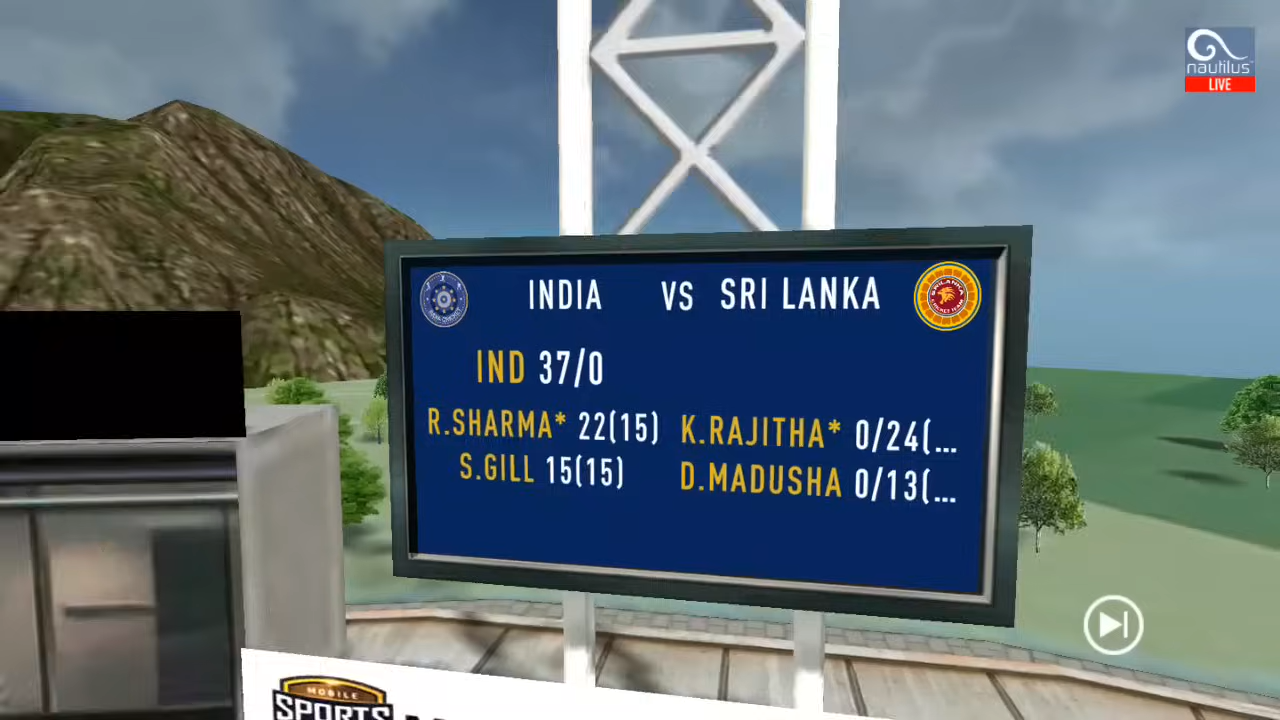 nautilus
LIVE
INDIA VS SRI LANKA
IND 37/0
R.SHARMA* 22(15) K.RAJITHA* 0/24(...
S.GILL 15(15) D.MADUSHA 0/13(...
MOBILE
SPORTS